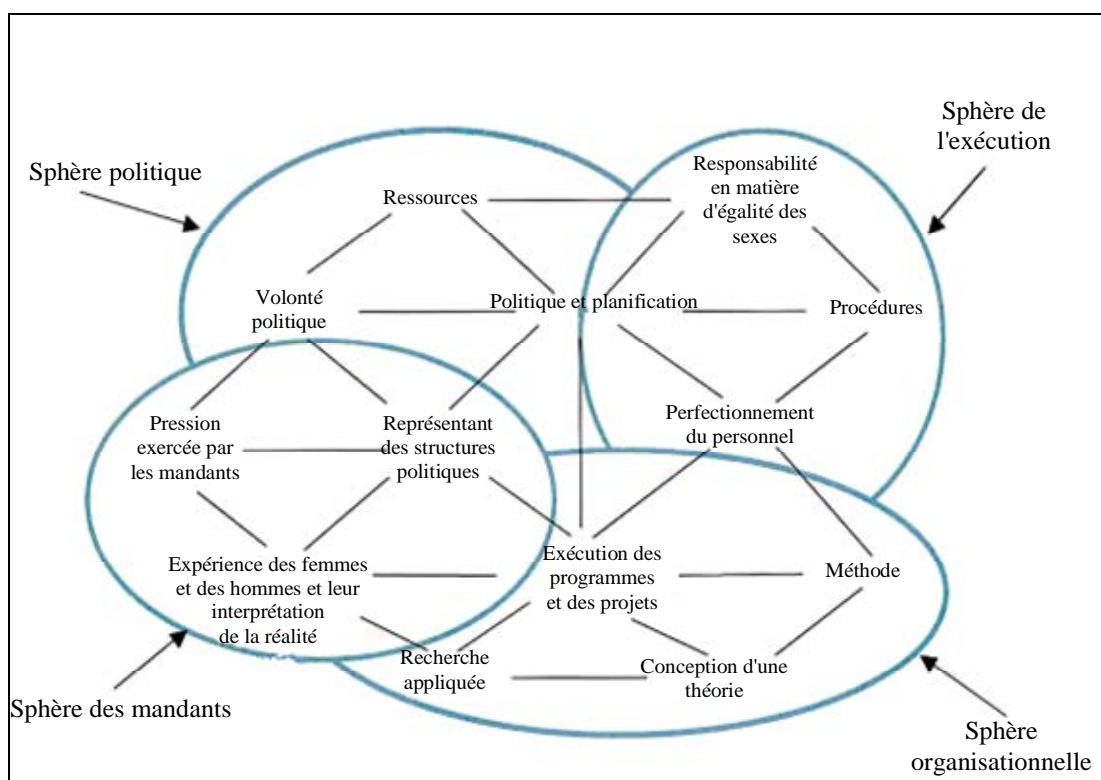 Sphère de
l'exécution
Sphère politique
Responsabilité
en matière
d'égalité des
sexes
Ressources
Volonté
politique
Politique et planification
Procédures
Pression
exercée par
les mandants
Représentant
des structures
politiques
Perfectionnement
du personnel
Expérience des femmes
et des hommes et leur
interprétation
de la réalité
Exécution des
programmes
et des projets
Méthode
Recherche
appliquée
Conception d'une
théorie
Sphère des mandants
Sphère
organisationnelle